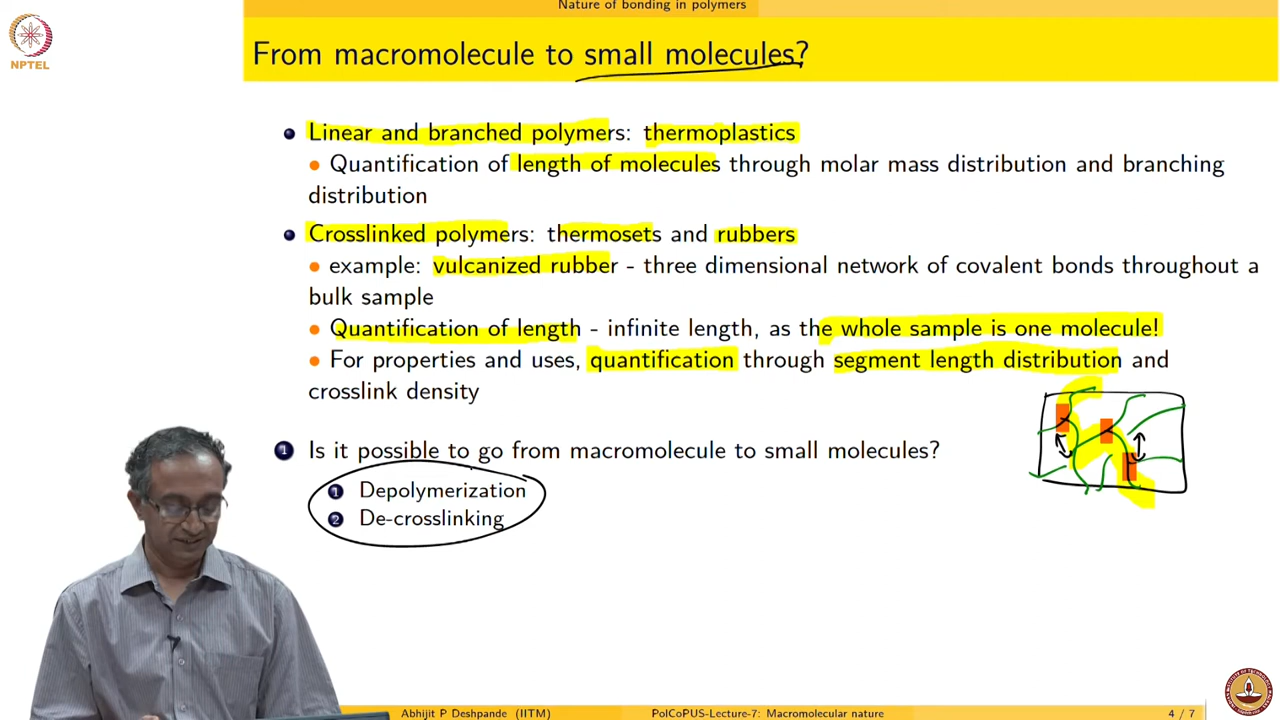 Nature of bonding in polymers
NPTEL
From macromolecule to small molecules?
Linear and branched polymers: thermoplastics
Quantification of length of molecules through molar mass distribution and branching
distribution
Crosslinked polymers: thermosets and rubbers
example: vulcanized rubber - three dimensional network of covalent bonds throughout a
bulk sample
Quantification of length - infinite length, as the whole sample is one molecule!
For properties and uses, quantification through segment length distribution and
crosslink density
1 Is it possible to go from macromolecule to small molecules?
1 Depolymerization
2 De-crosslinking
Abhijit P Deshpande (IITM) PolCoPUS-Lecture-7: Macromolecular nature 4 / 7